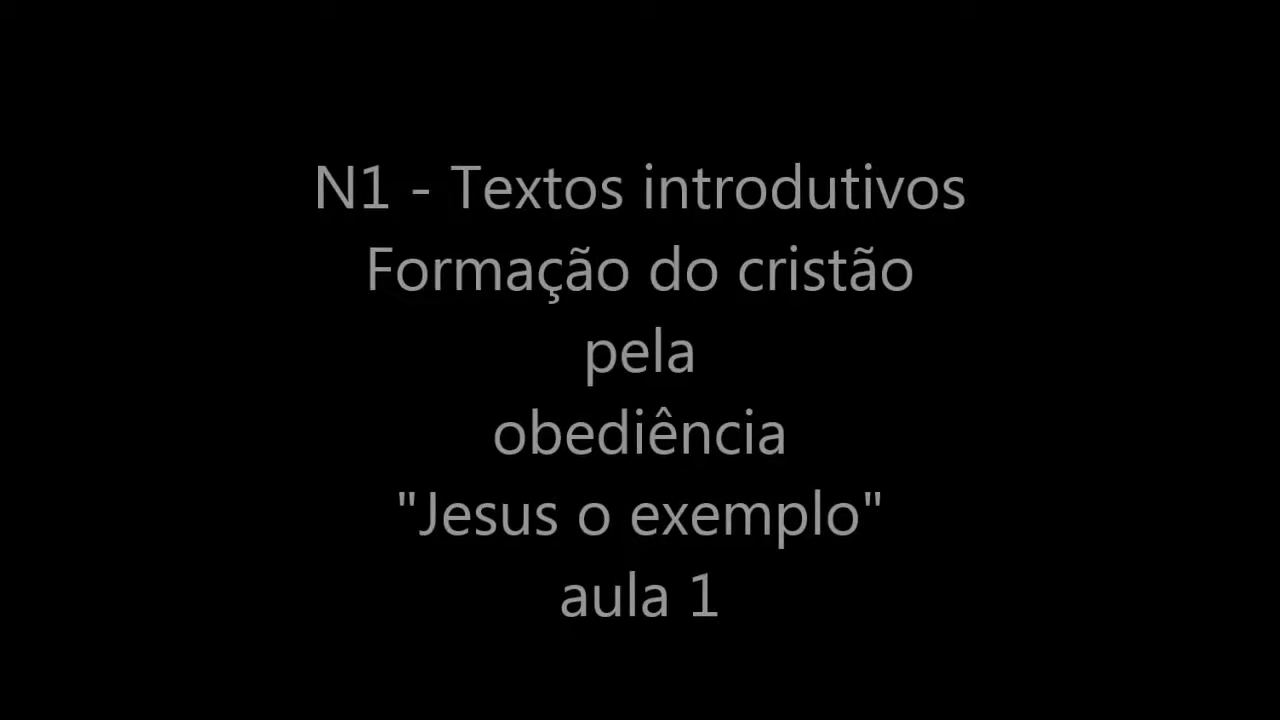 N1 - Textos introdutivos
Formação do cristão
pela
obediência
"Jesus o exemplo"
aula 1